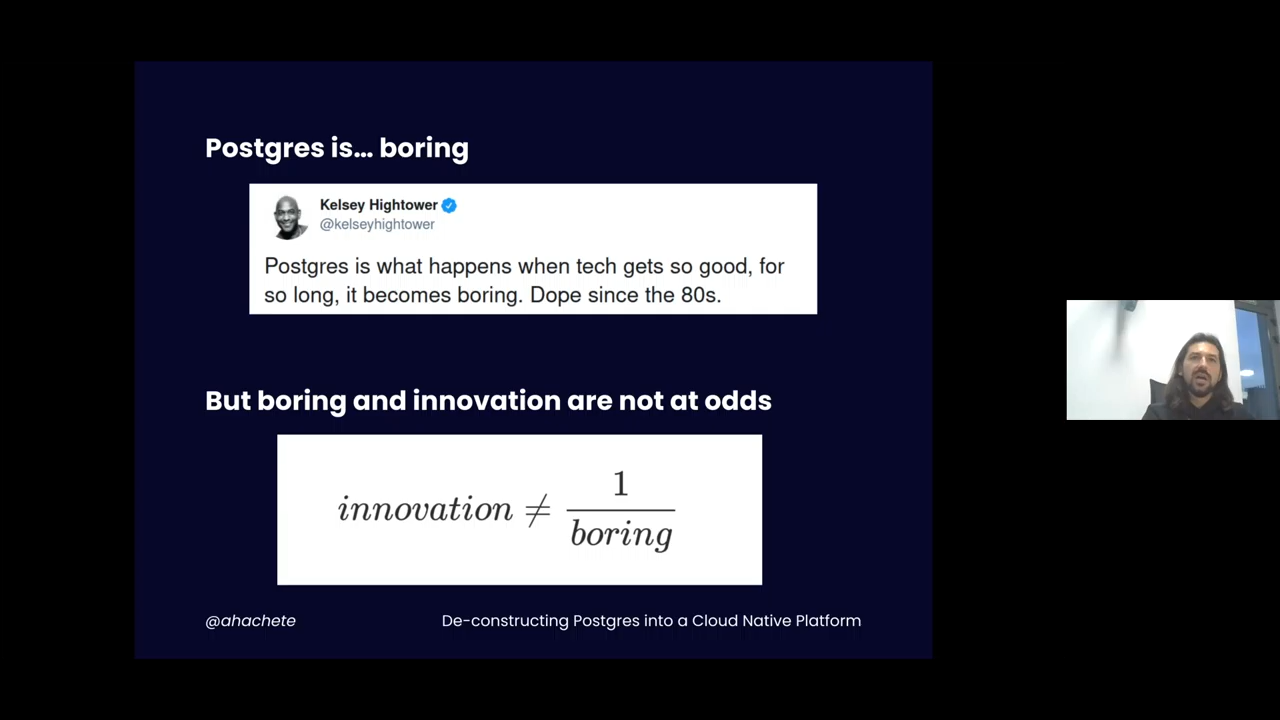 Postgres is... boring
Kelsey Hightower
@kelseyhightower
Postgres is what happens when tech gets so good, for
so long, it becomes boring. Dope since the 80s.
But boring and innovation are not at odds
innovation ≠ 1/boring
@ahachete
De-constructing Postgres into a Cloud Native Platform